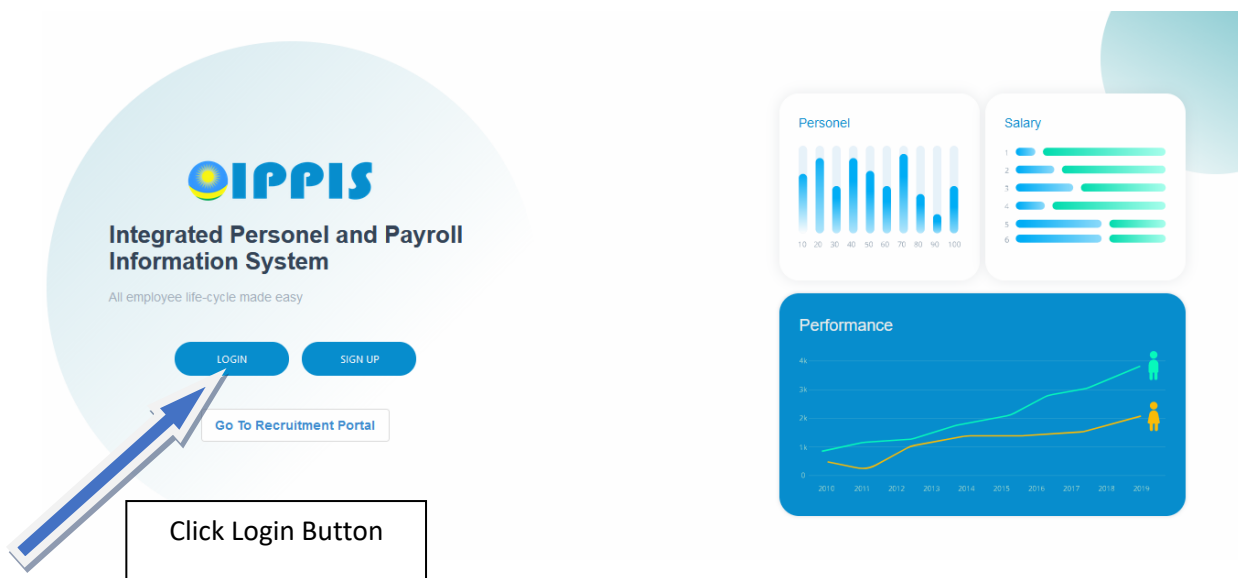 IPPIS
Integrated Personel and Payroll
Information System
All employee life-cycle made easy
LOGIN
SIGN UP
Go To Recruitment Portal
Click Login Button
Personel
10 20 30 40 50 60 70 80 90 100
Salary
1
2
3
4
5
6
Performance
4k
3k
2k
1k
0
2010 2011 2012 2013 2014 2015 2016 2017 2018 2019